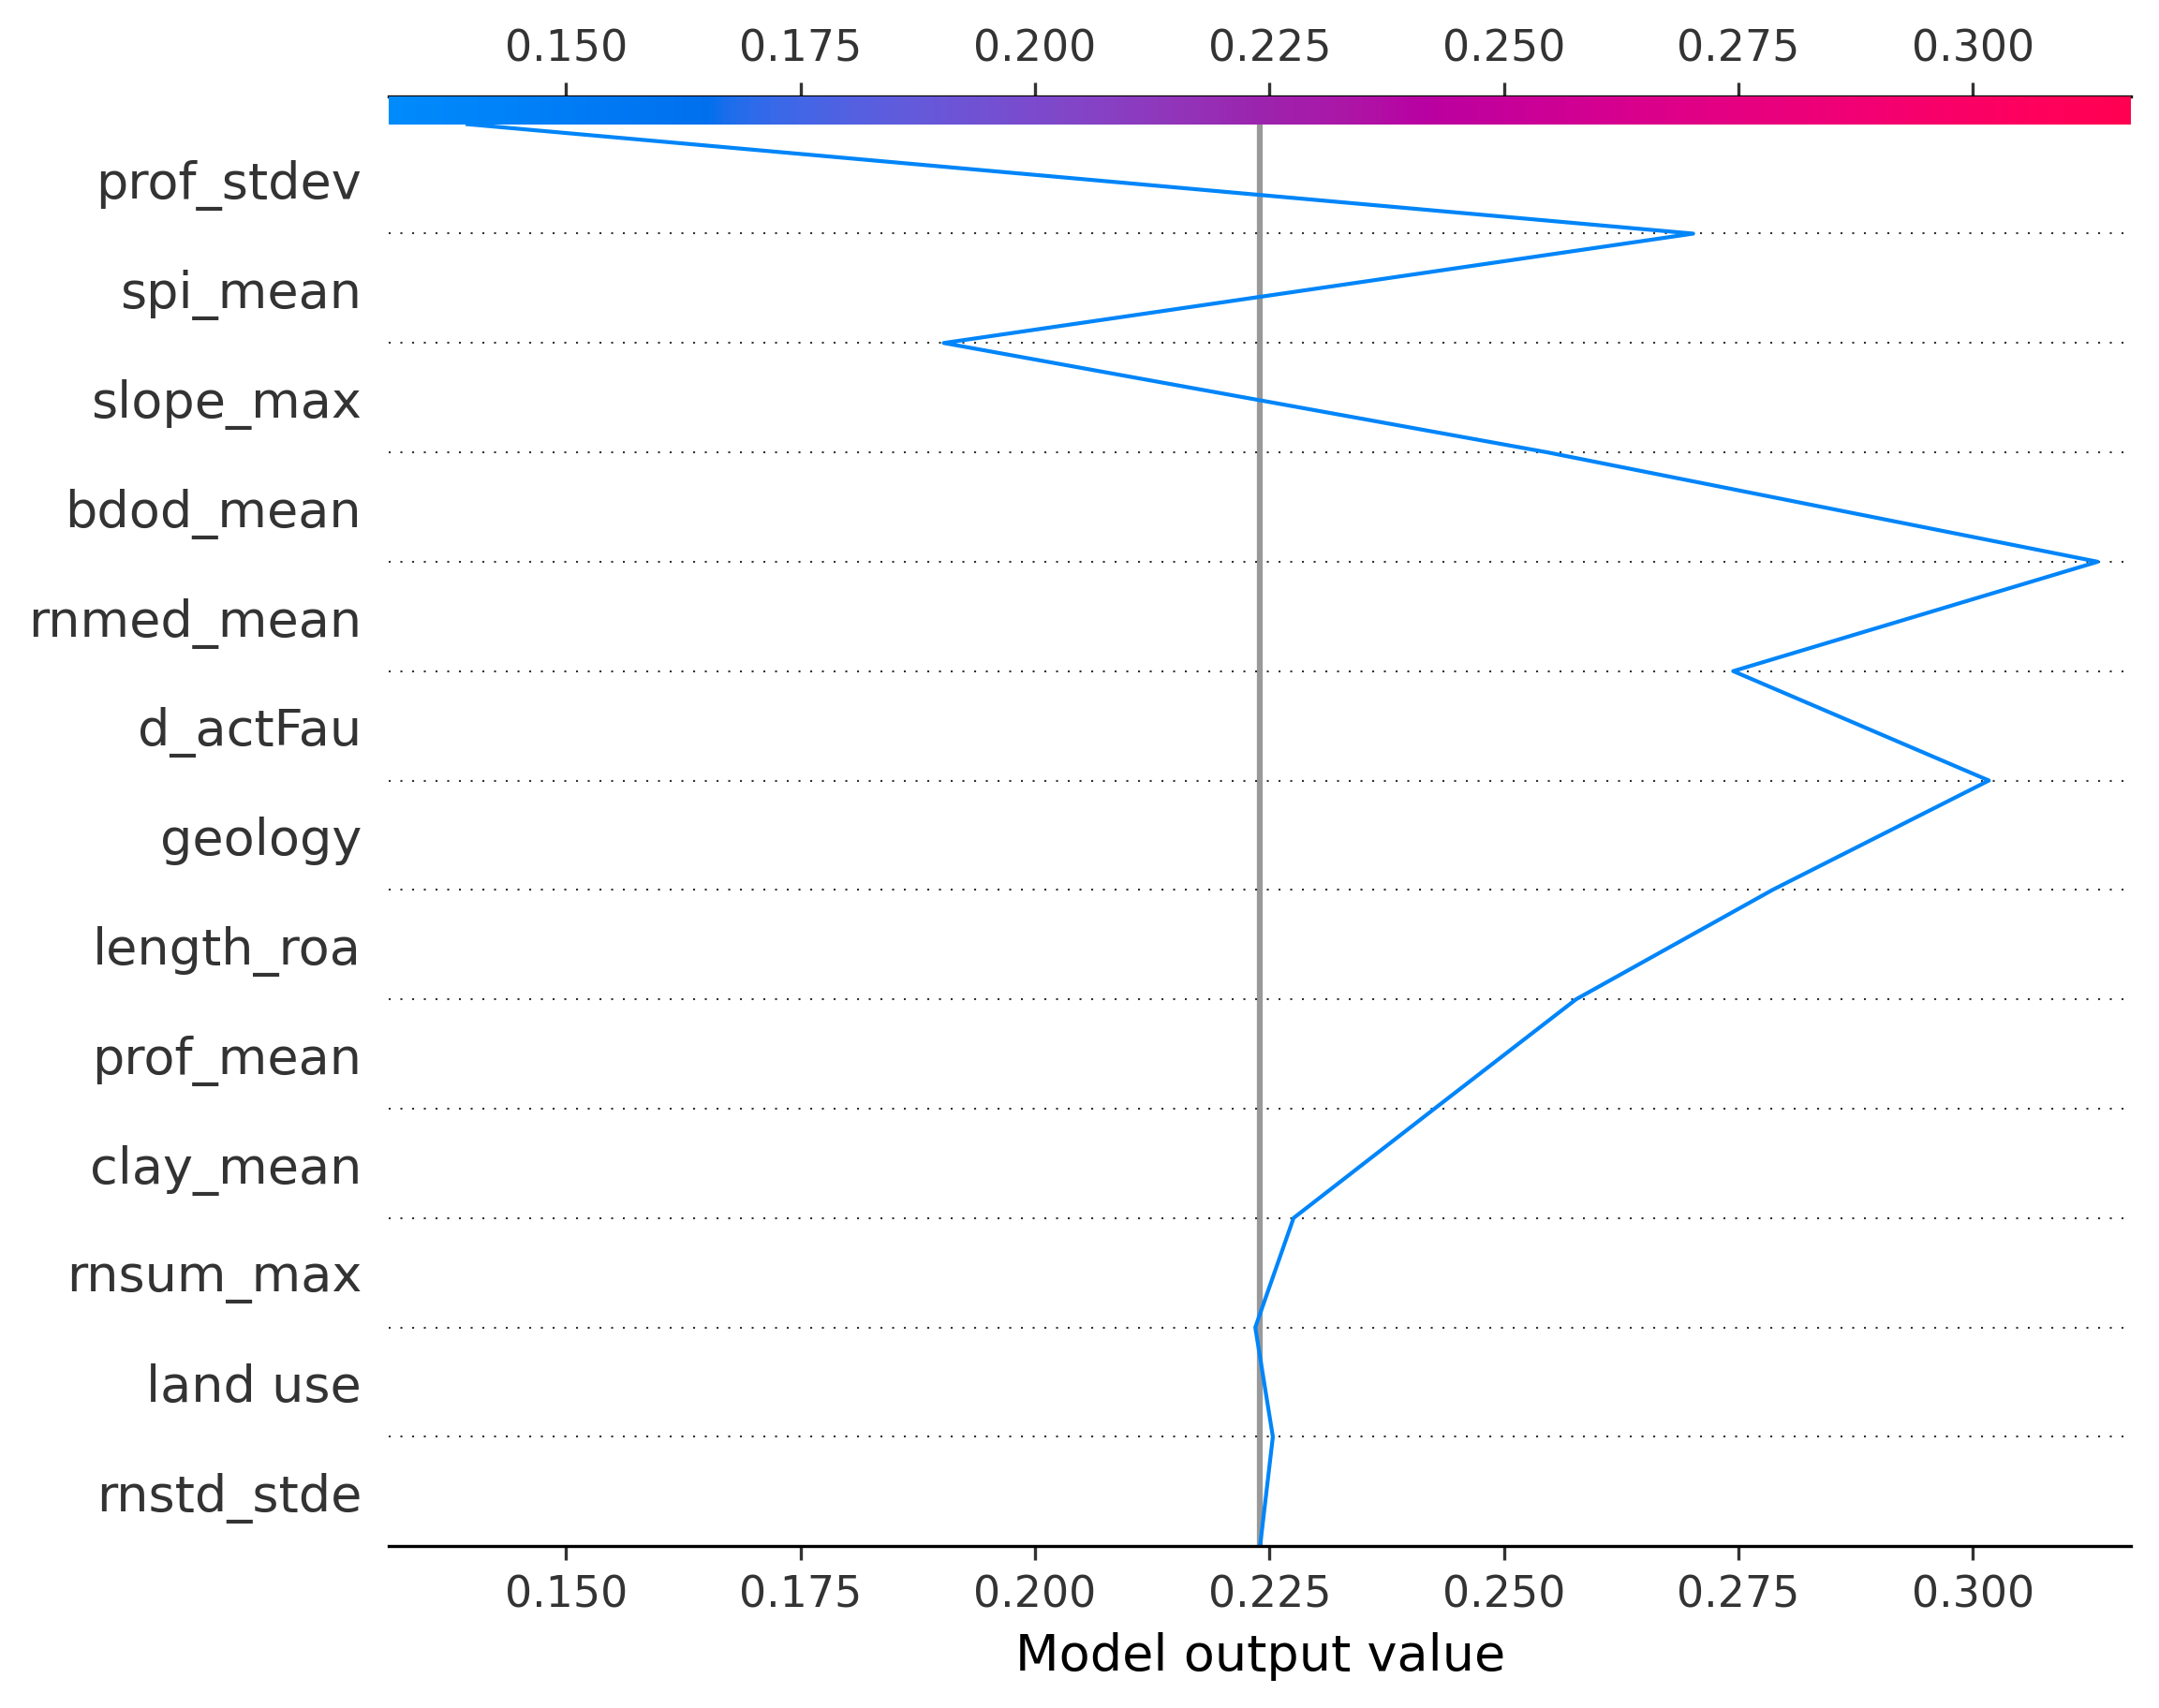 0.150 0.175 0.200 0.225 0.250 0.275 0.300
prof_stdev
spi_mean
slope_max
bdod_mean
rnmed_mean
d_actFau
geology
length_roa
prof_mean
clay_mean
rnsum_max
land use
rnstd_stde
0.150 0.175 0.200 0.225 0.250 0.275 0.300
Model output value